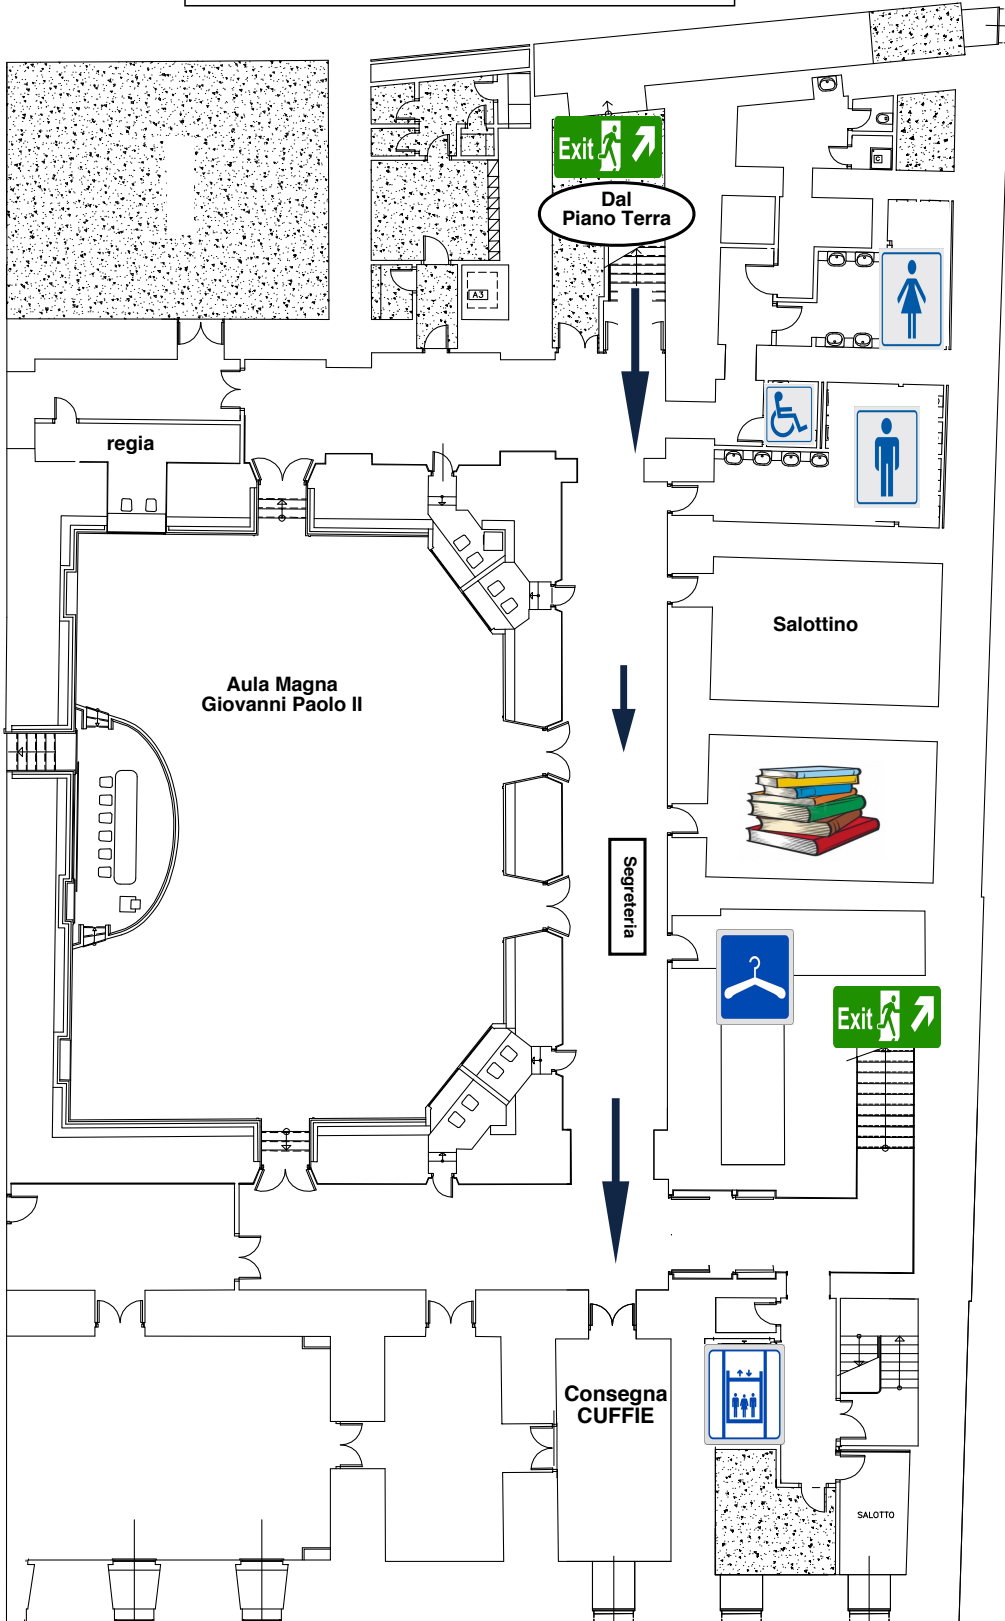 Exit
Dal
Piano Terra
A3
regia
Salottino
Aula Magna
Giovanni Paolo II
Segreteria
Exit
Consegna
CUFFIE
SALOTTO